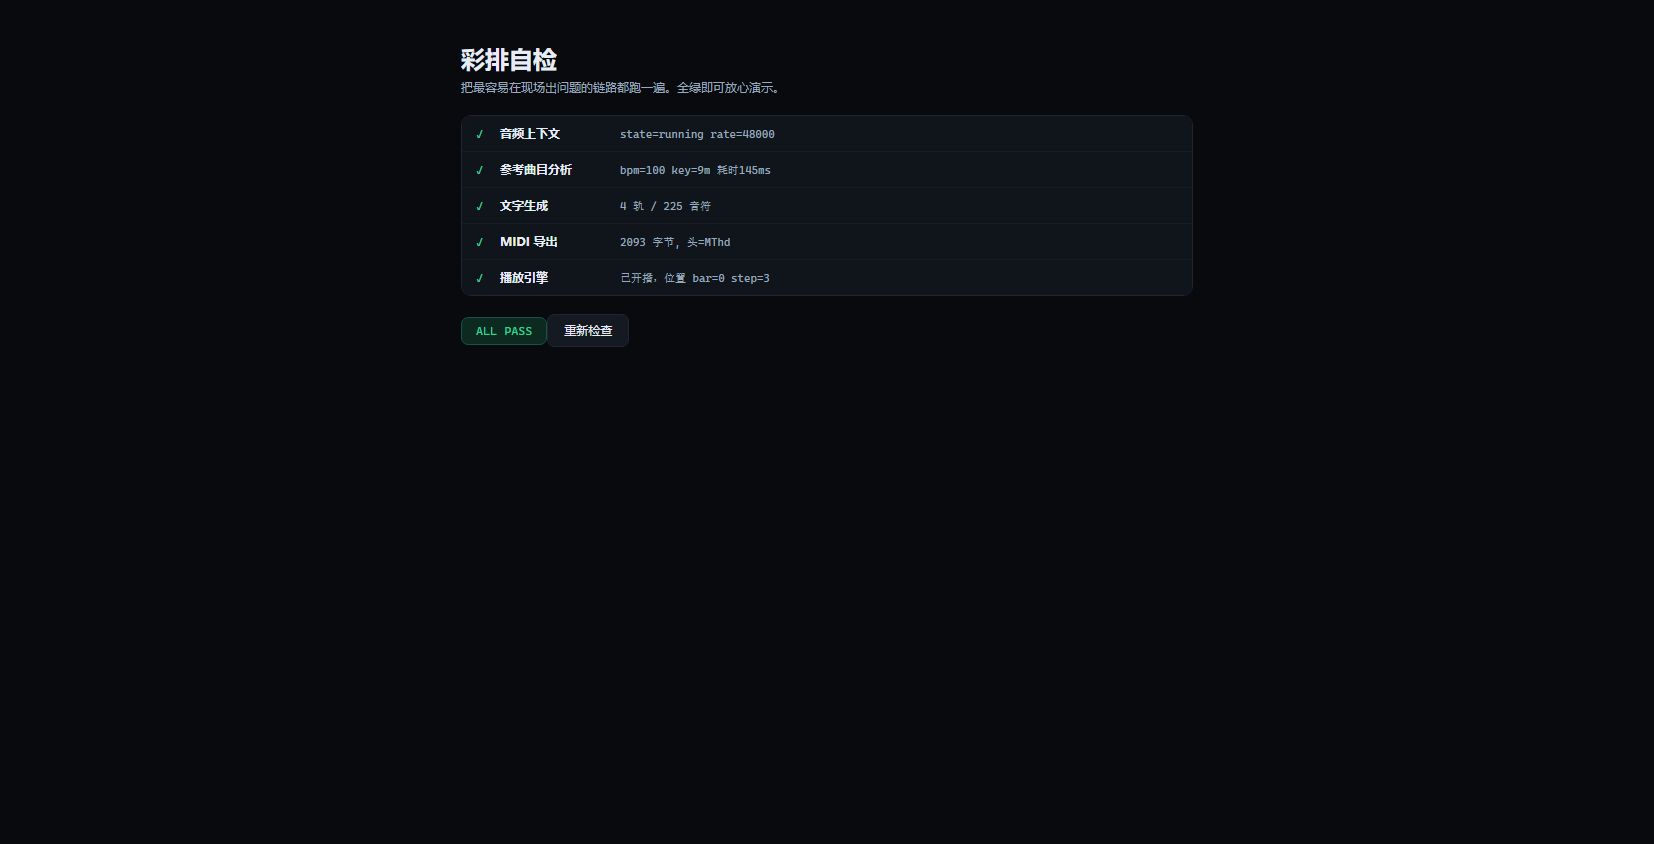 彩排自检
把最容易在现场出问题的链路都跑一遍。全绿即可放心演示。
✓ 音频上下文 state=running rate=48000
✓ 参考曲目分析 bpm=100 key=9m 耗时145ms
✓ 文字生成 4 轨 / 225 音符
✓ MIDI 导出 2093 字节, 头=MThd
✓ 播放引擎 已开播，位置 bar=0 step=3
ALL PASS 重新检查